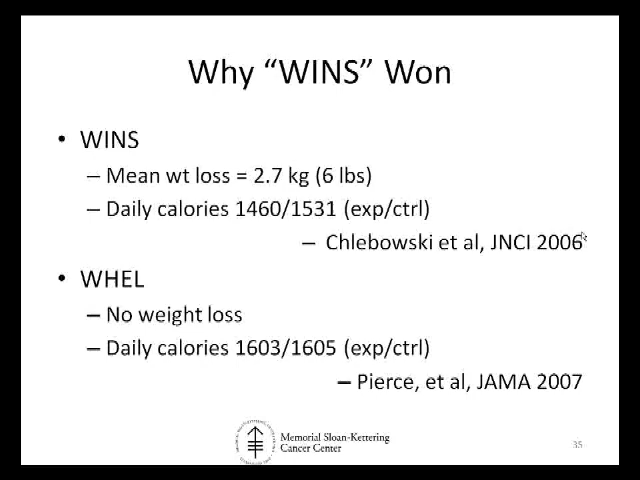 Why “WINS” Won
• WINS
– Mean wt loss = 2.7 kg (6 lbs)
– Daily calories 1460/1531 (exp/ctrl)
– Chlebowski et al, JNCI 2006
• WHEL
– No weight loss
– Daily calories 1603/1605 (exp/ctrl)
– Pierce, et al, JAMA 2007
Memorial Sloan-Kettering
Cancer Center
35